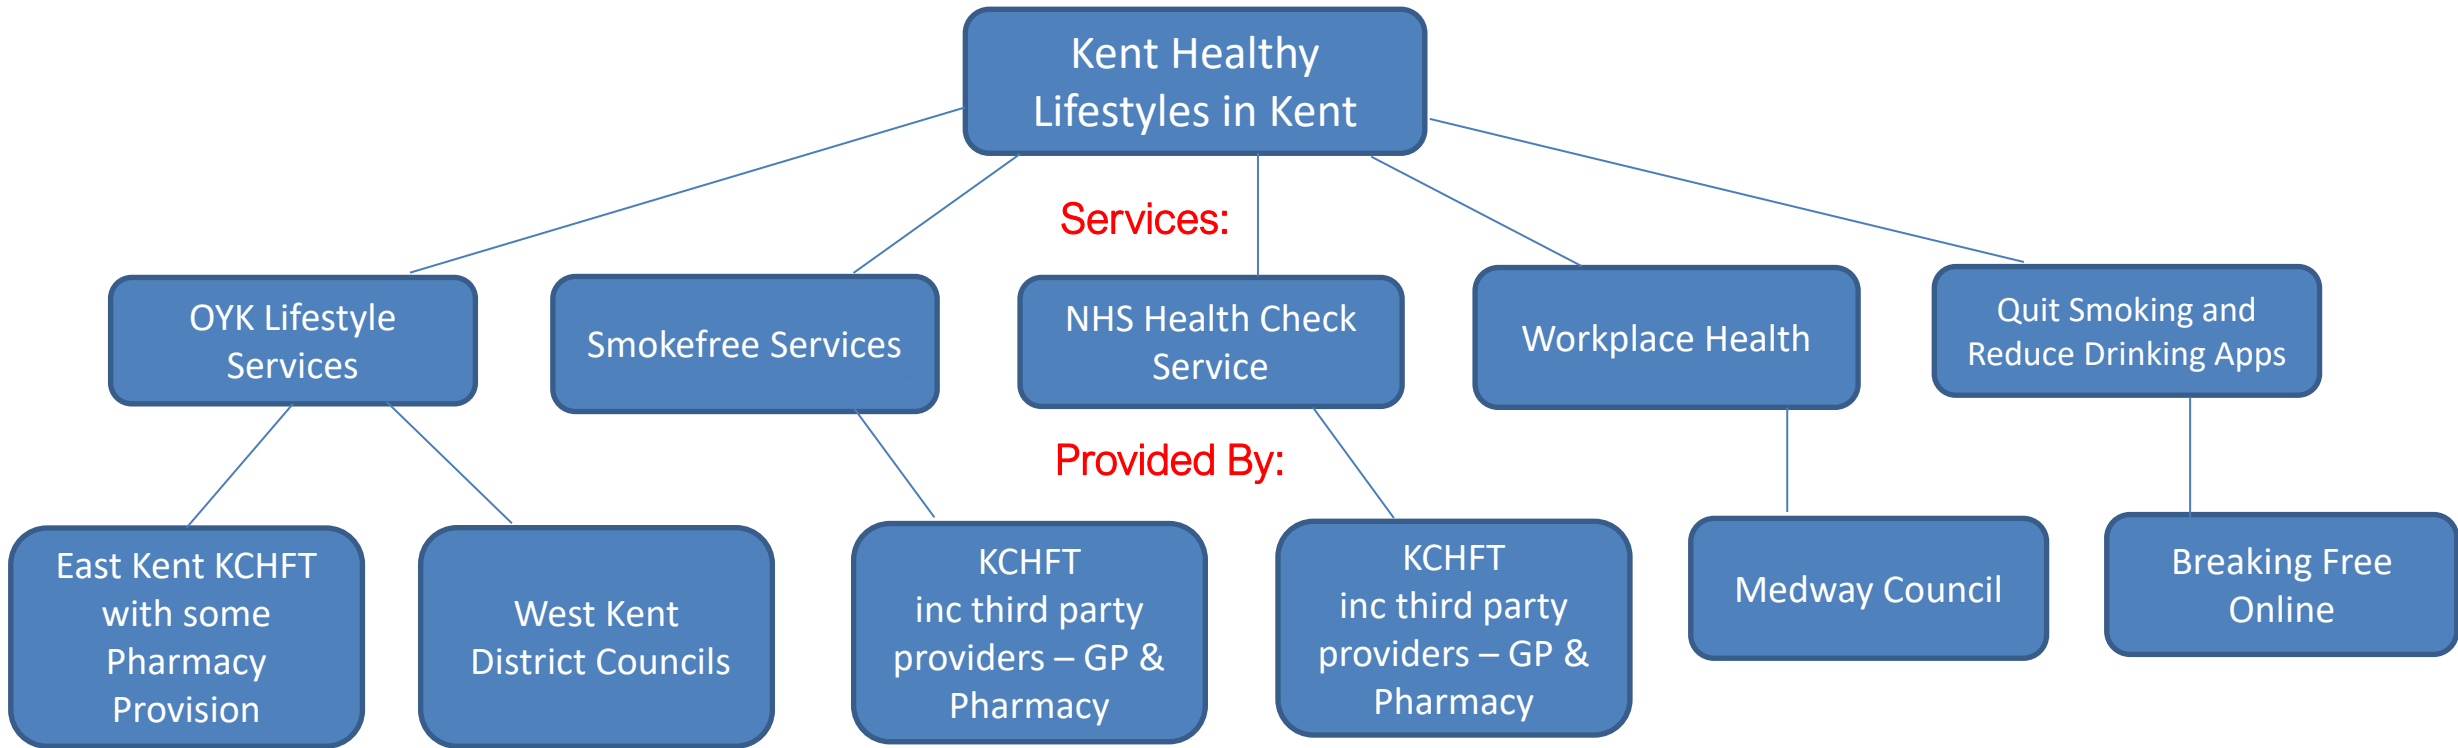 Kent Healthy
Lifestyles in Kent
Services:
OYK Lifestyle
Services
Smokefree Services
NHS Health Check
Service
Workplace Health
Quit Smoking and
Reduce Drinking Apps
Provided By:
East Kent KCHFT
with some
Pharmacy
Provision
West Kent
District Councils
KCHFT
inc third party
providers – GP &
Pharmacy
KCHFT
inc third party
providers – GP &
Pharmacy
Medway Council
Breaking Free
Online